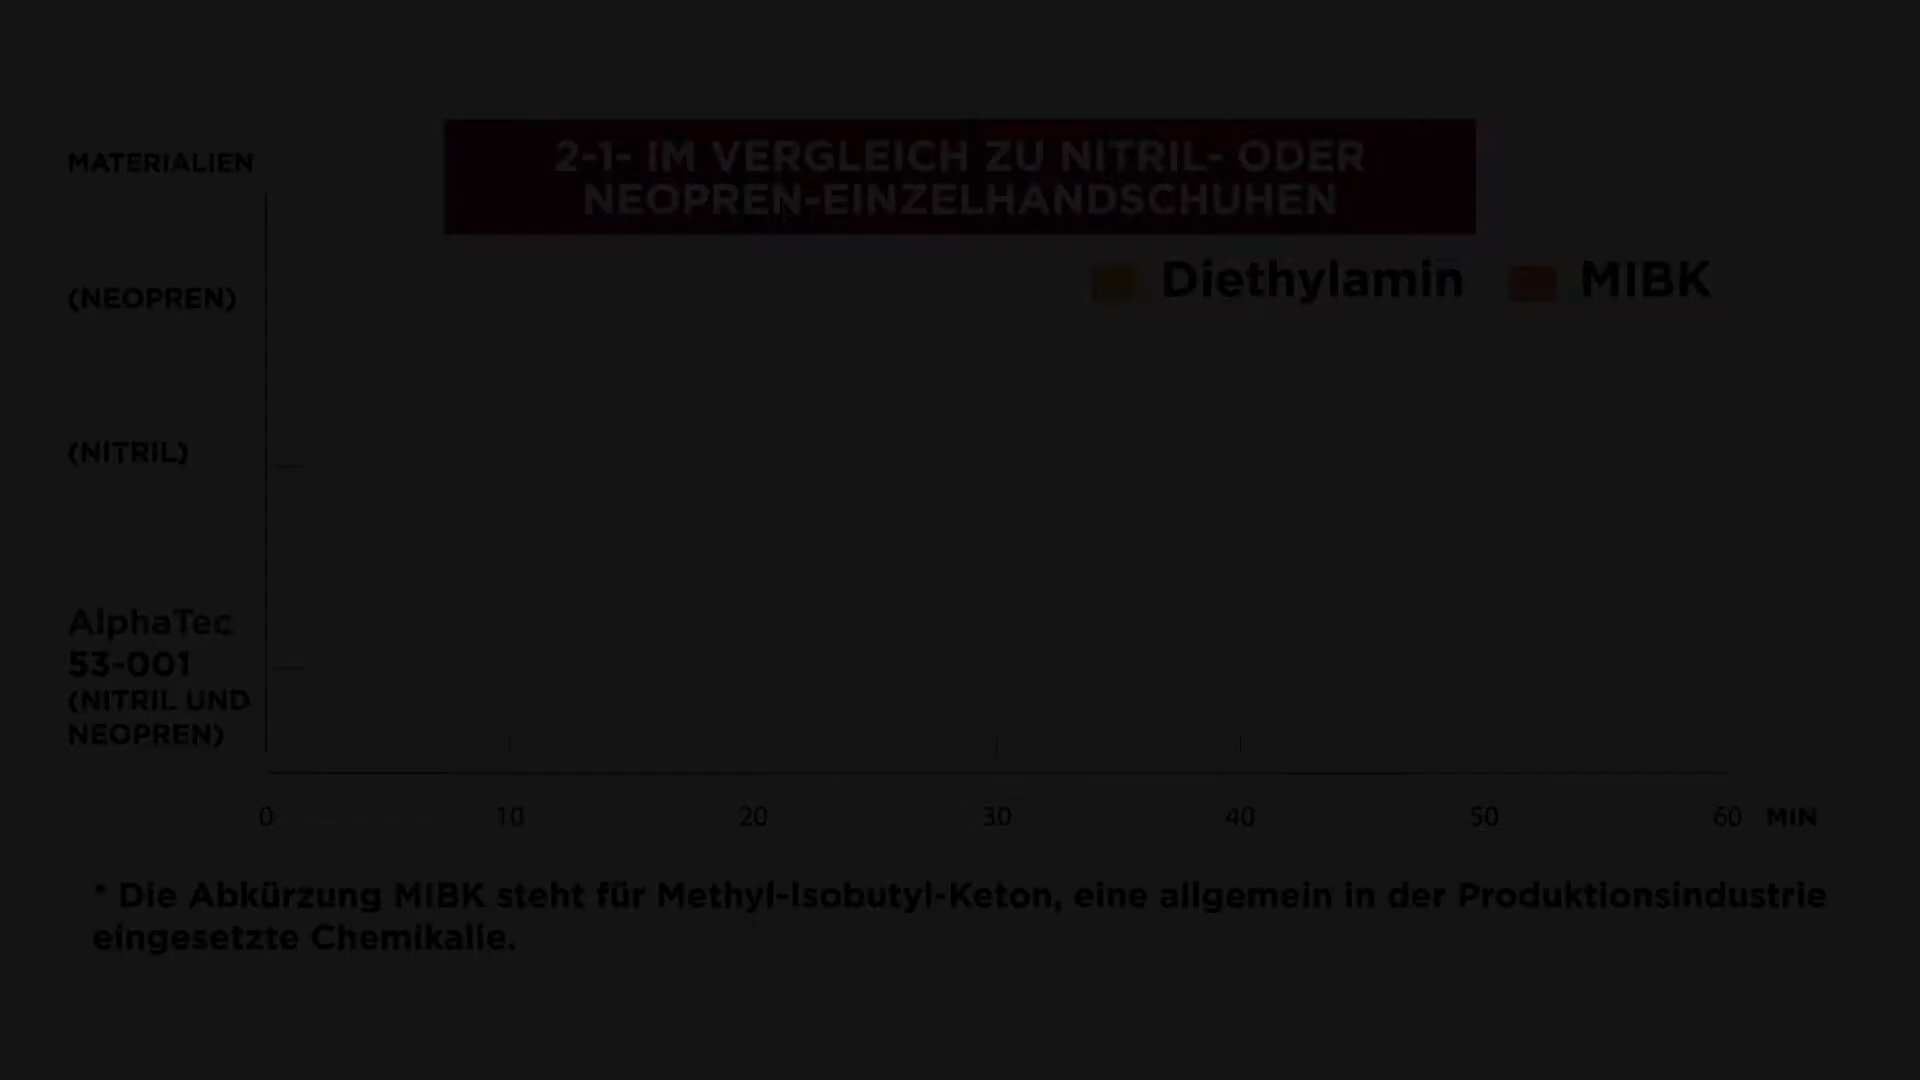 2-1- IM VERGLEICH ZU NITRIL- ODER
NEOPREN-EINZELHANDSCHUHEN
MATERIALIEN
Diethylamin MIBK
(NEOPREN)
(NITRIL)
AlphaTec
53-001
(NITRIL UND
NEOPREN)
0 10 20 30 40 50 60 MIN
* Die Abkürzung MIBK steht für Methyl-Isobutyl-Keton, eine allgemein in der Produktionsindustrie
eingesetzte Chemikalie.